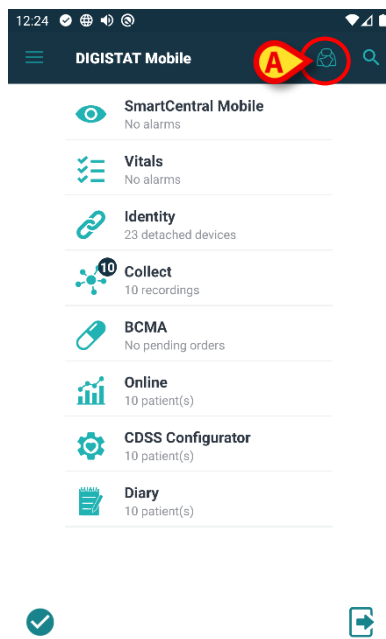 12:24
DIGISTAT Mobile
A
SmartCentral Mobile
No alarms
Vitals
No alarms
Identity
23 detached devices
10
Collect
10 recordings
BCMA
No pending orders
Online
10 patient(s)
CDSS Configurator
10 patient(s)
Diary
10 patient(s)